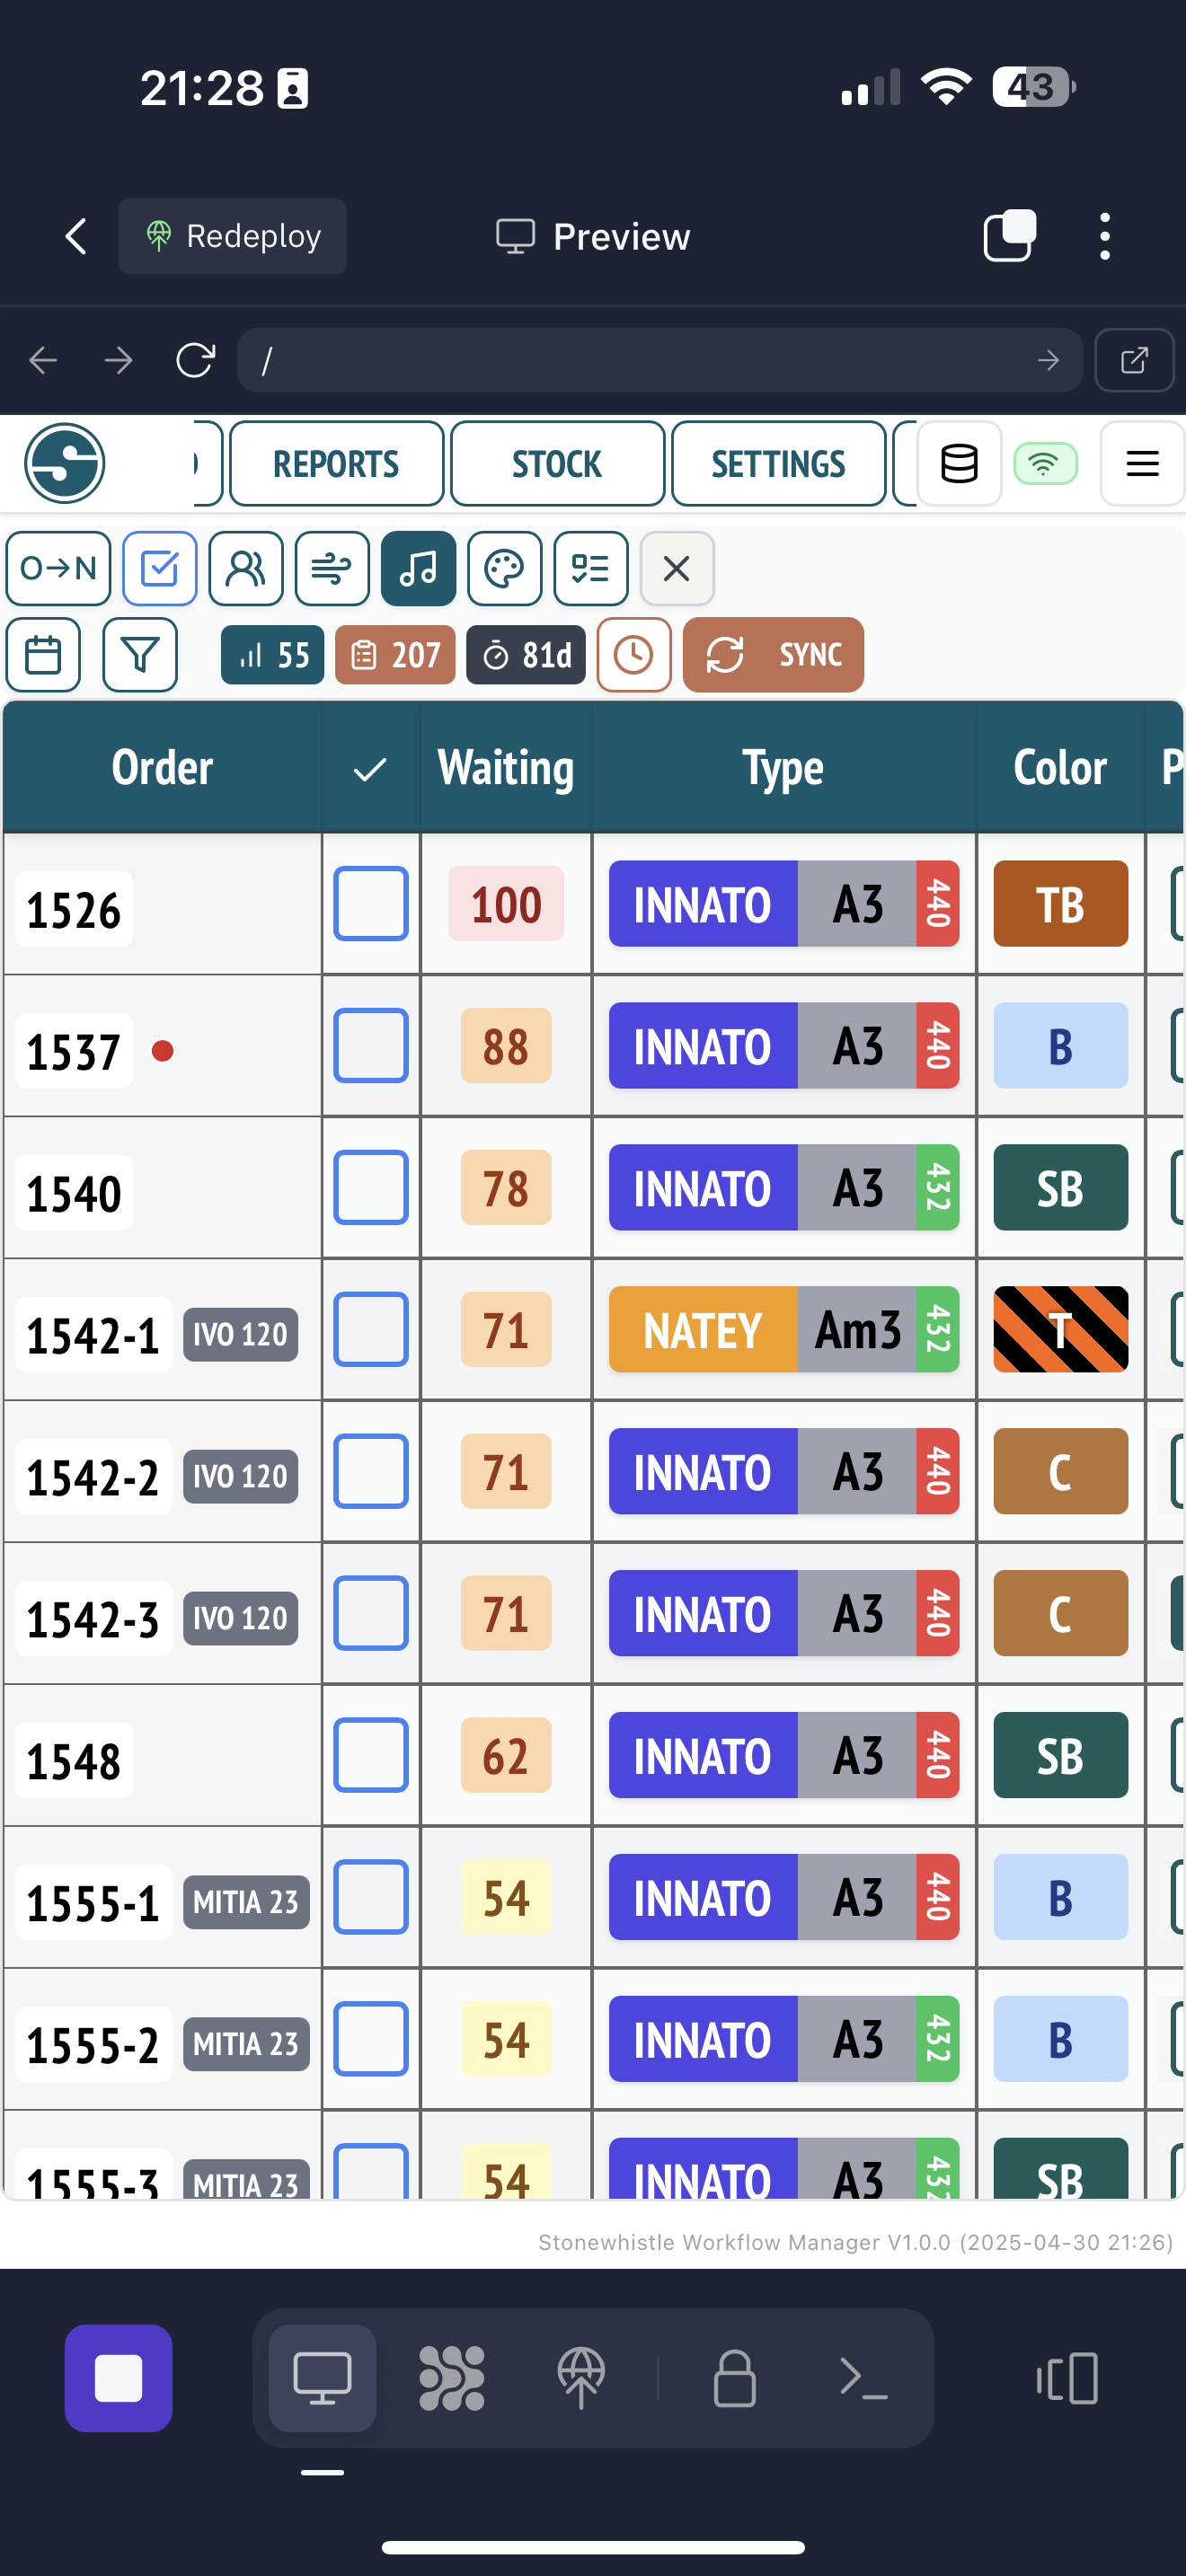 21:28
43
Redeploy
Preview
/
REPORTS STOCK SETTINGS
O→N
55 207 81d SYNC
Order Waiting Type Color P
1526 100 INNATO A3 440 TB
1537 88 INNATO A3 440 B
1540 78 INNATO A3 432 SB
1542-1 IVO 120 71 NATEY Am3 432 T
1542-2 IVO 120 71 INNATO A3 440 C
1542-3 IVO 120 71 INNATO A3 440 C
1548 62 INNATO A3 440 SB
1555-1 MITIA 23 54 INNATO A3 440 B
1555-2 MITIA 23 54 INNATO A3 432 B
1555-3 MITIA 23 54 INNATO A3 432 SB
Stonewhistle Workflow Manager V1.0.0 (2025-04-30 21:26)